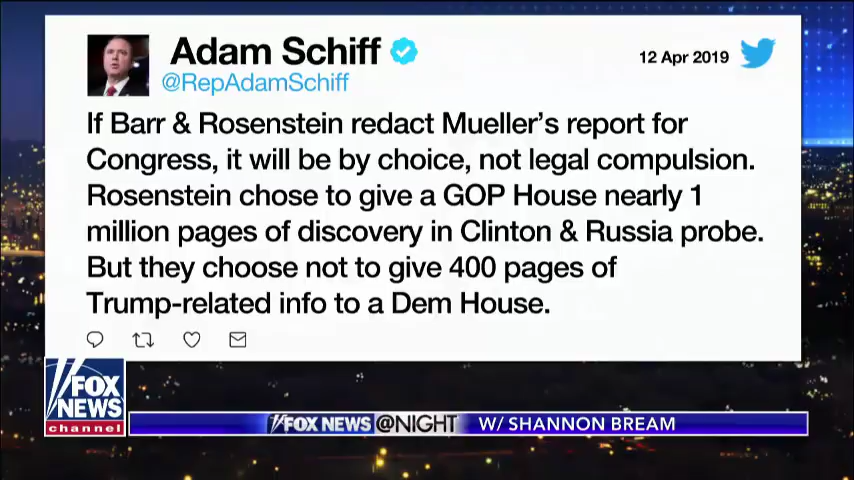 Adam Schiff
@RepAdamSchiff
12 Apr 2019
If Barr & Rosenstein redact Mueller's report for
Congress, it will be by choice, not legal compulsion.
Rosenstein chose to give a GOP House nearly 1
million pages of discovery in Clinton & Russia probe.
But they choose not to give 400 pages of
Trump-related info to a Dem House.
FOX
NEWS
channel
FOX NEWS @NIGHT W/ SHANNON BREAM